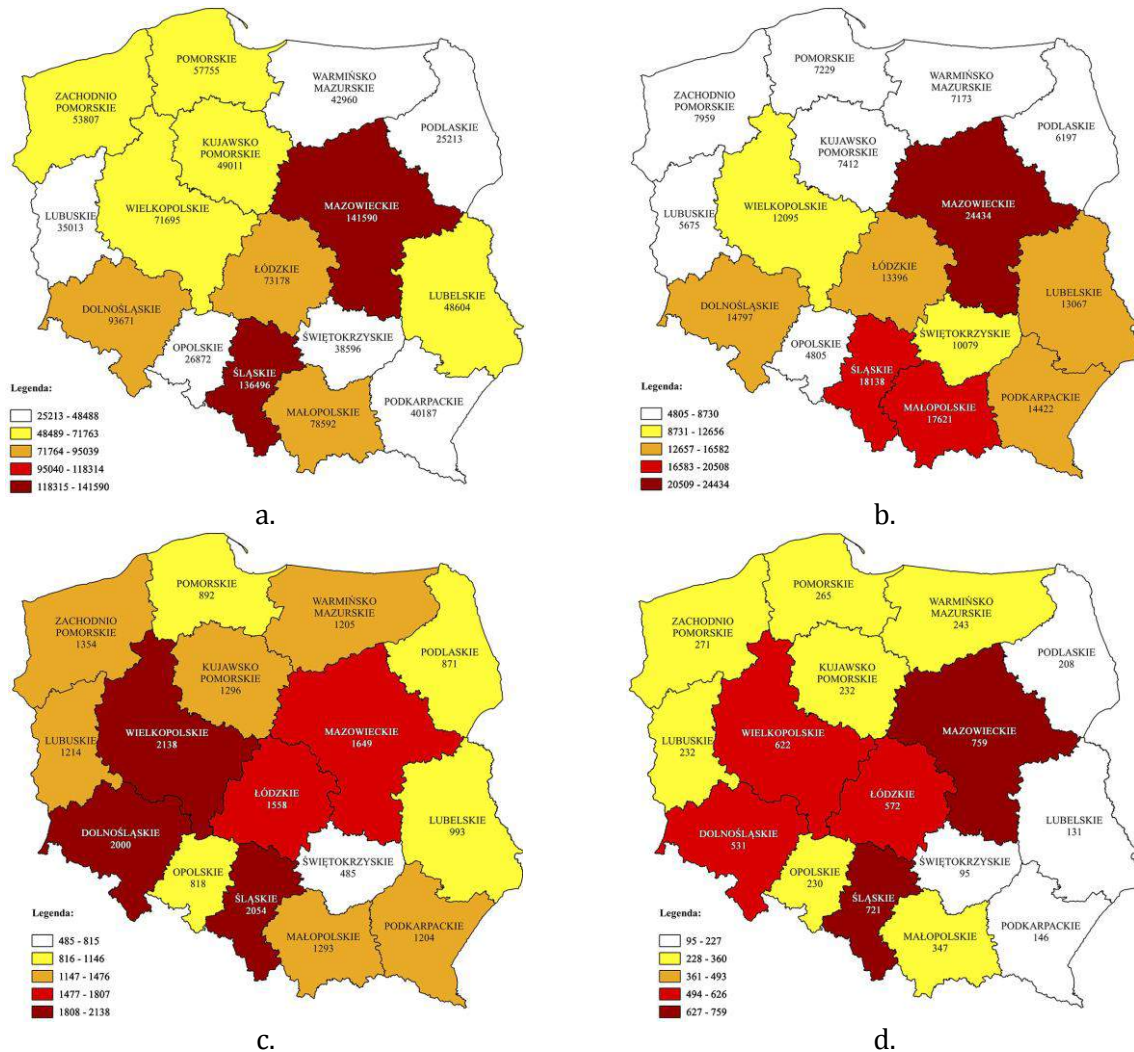 POMORSKIE
57755
WARMIŃSKO
MAZURSKIE
42960
ZACHODNIO
POMORSKIE
53807
PODLASKIE
25213
KUJAWSKO
POMORSKIE
49011
LUBUSKIE
35013
WIELKOPOLSKIE
71695
MAZOWIECKIE
141590
ŁÓDZKIE
73178
DOLNOŚLĄSKIE
93671
LUBELSKIE
48604
OPOLSKIE
26872
ŚWIĘTOKRZYSKIE
38596
ŚLĄSKIE
136496
MAŁOPOLSKIE
78592
PODKARPACKIE
40187
Legenda:
25213 - 48488
48489 - 71763
71764 - 95039
95040 - 118314
118315 - 141590
a.
POMORSKIE
7229
WARMIŃSKO
MAZURSKIE
7173
ZACHODNIO
POMORSKIE
7959
PODLASKIE
6197
KUJAWSKO
POMORSKIE
7412
LUBUSKIE
5675
WIELKOPOLSKIE
12095
MAZOWIECKIE
24434
ŁÓDZKIE
13396
DOLNOŚLĄSKIE
14797
LUBELSKIE
13067
OPOLSKIE
4805
ŚWIĘTOKRZYSKIE
10079
ŚLĄSKIE
18138
MAŁOPOLSKIE
17621
PODKARPACKIE
14422
Legenda:
4805 - 8730
8731 - 12656
12657 - 16582
16583 - 20508
20509 - 24434
b.
POMORSKIE
892
WARMIŃSKO
MAZURSKIE
1205
ZACHODNIO
POMORSKIE
1354
PODLASKIE
871
KUJAWSKO
POMORSKIE
1296
LUBUSKIE
1214
WIELKOPOLSKIE
2138
MAZOWIECKIE
1649
ŁÓDZKIE
1558
DOLNOŚLĄSKIE
2000
LUBELSKIE
993
OPOLSKIE
818
ŚWIĘTOKRZYSKIE
485
ŚLĄSKIE
2054
MAŁOPOLSKIE
1293
PODKARPACKIE
1204
Legenda:
485 - 815
816 - 1146
1147 - 1476
1477 - 1807
1808 - 2138
c.
POMORSKIE
265
WARMIŃSKO
MAZURSKIE
243
ZACHODNIO
POMORSKIE
271
PODLASKIE
208
KUJAWSKO
POMORSKIE
232
LUBUSKIE
232
WIELKOPOLSKIE
622
MAZOWIECKIE
759
ŁÓDZKIE
572
DOLNOŚLĄSKIE
531
LUBELSKIE
131
OPOLSKIE
230
ŚWIĘTOKRZYSKIE
95
ŚLĄSKIE
721
MAŁOPOLSKIE
347
PODKARPACKIE
146
Legenda:
95 - 227
228 - 360
361 - 493
494 - 626
627 - 759
d.